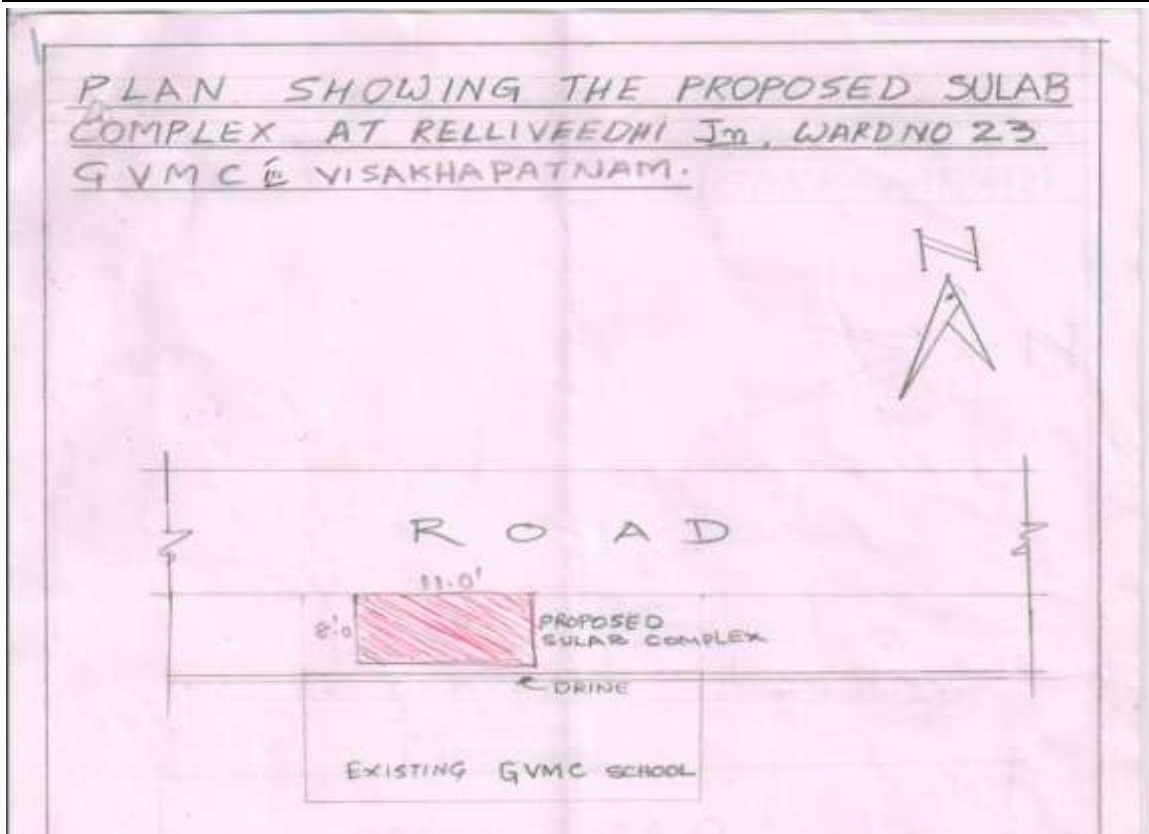 PLAN SHOWING THE PROPOSED SULAB
COMPLEX AT RELLIVEEDHI Jn, WARD NO 23
GVMC VISAKHAPATNAM.
N
ROAD
11.0'
8'.0
PROPOSED
SULAB COMPLEX
DRINE
EXISTING GVMC SCHOOL